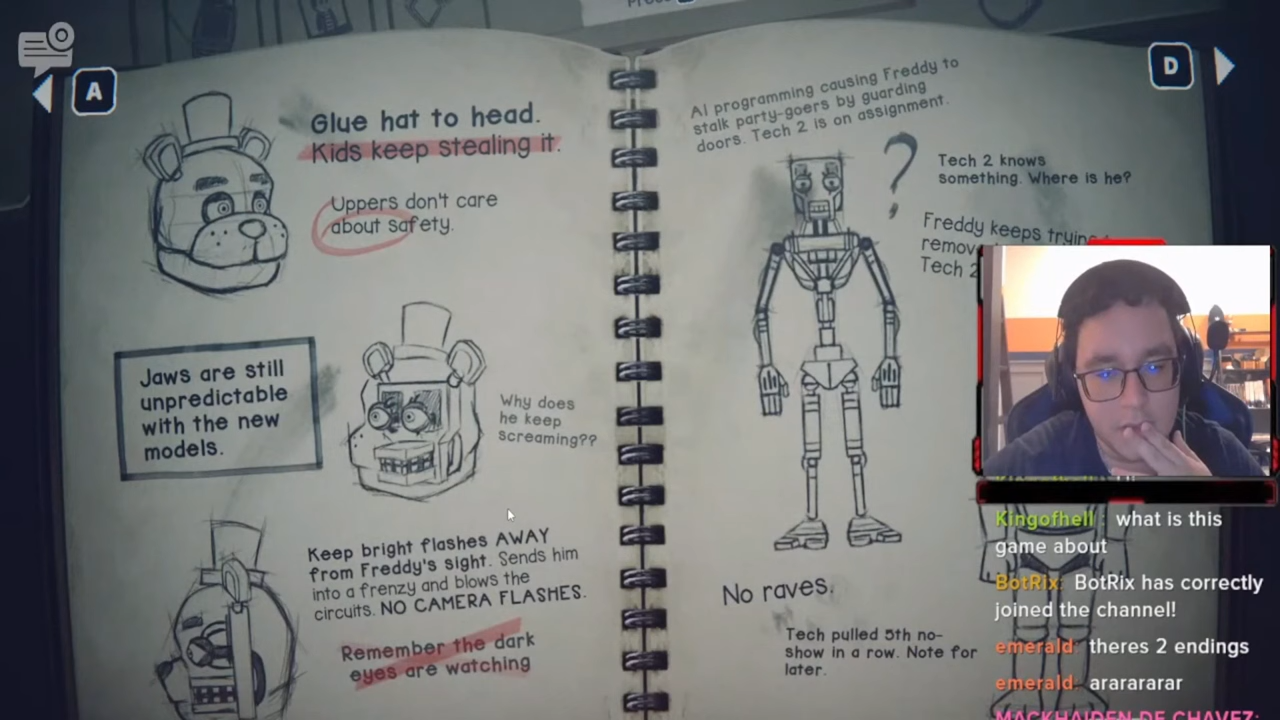 A
D
Glue hat to head.
Kids keep stealing it.
Uppers don't care
about safety.
Jaws are still
unpredictable
with the new
models.
Why does
he keep
screaming??
Keep bright flashes AWAY
from Freddy's sight. Sends him
into a frenzy and blows the
circuits. NO CAMERA FLASHES.
Remember the dark
eyes are watching
AI programming causing Freddy to
stalk party-goers by guarding
doors. Tech 2 is on assignment.
?
Tech 2 knows
something. Where is he?
Freddy keeps trying
Tech 2
No raves.
Tech pulled 5th no-
show in a row. Note for
later.
Kingofhell : what is this
game about
BotRix: BotRix has correctly
joined the channel!
emerald: theres 2 endings
emerald: arararararar
MACKHAIDEN DE CHAVEZ: